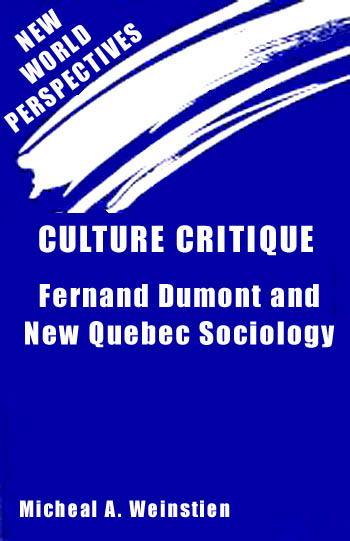 NEW
WORLD
PERSPECTIVES
CULTURE CRITIQUE
Fernand Dumont and
New Quebec Sociology
Micheal A. Weinstien